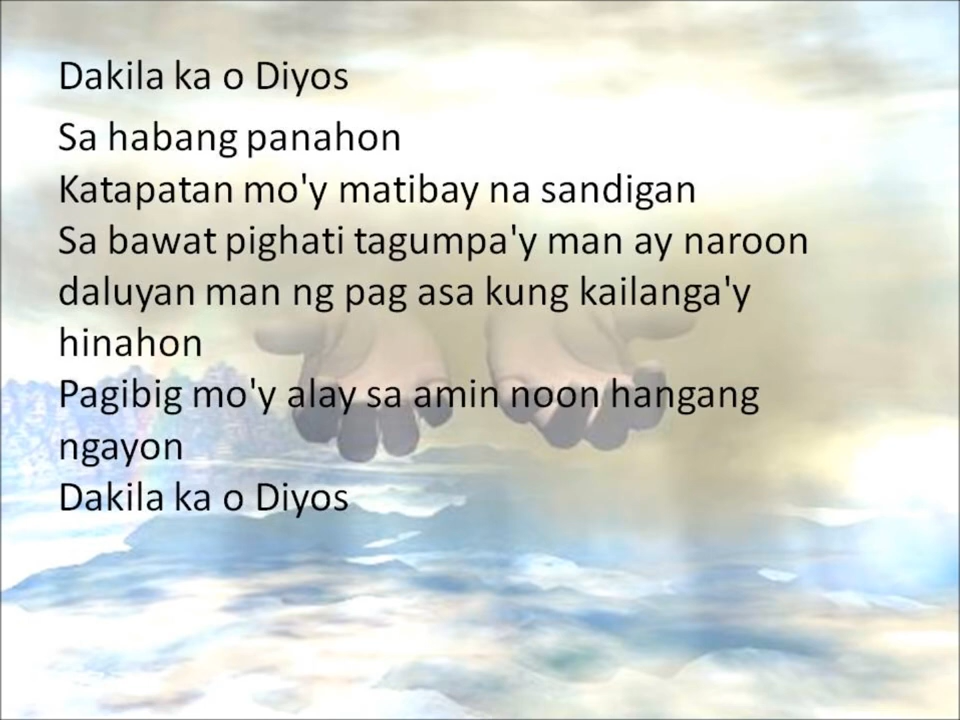 Dakila ka o Diyos
Sa habang panahon
Katapatan mo'y matibay na sandigan
Sa bawat pighati tagumpa'y man ay naroon
daluyan man ng pag asa kung kailanga'y
hinahon
Pagibig mo'y alay sa amin noon hangang
ngayon
Dakila ka o Diyos